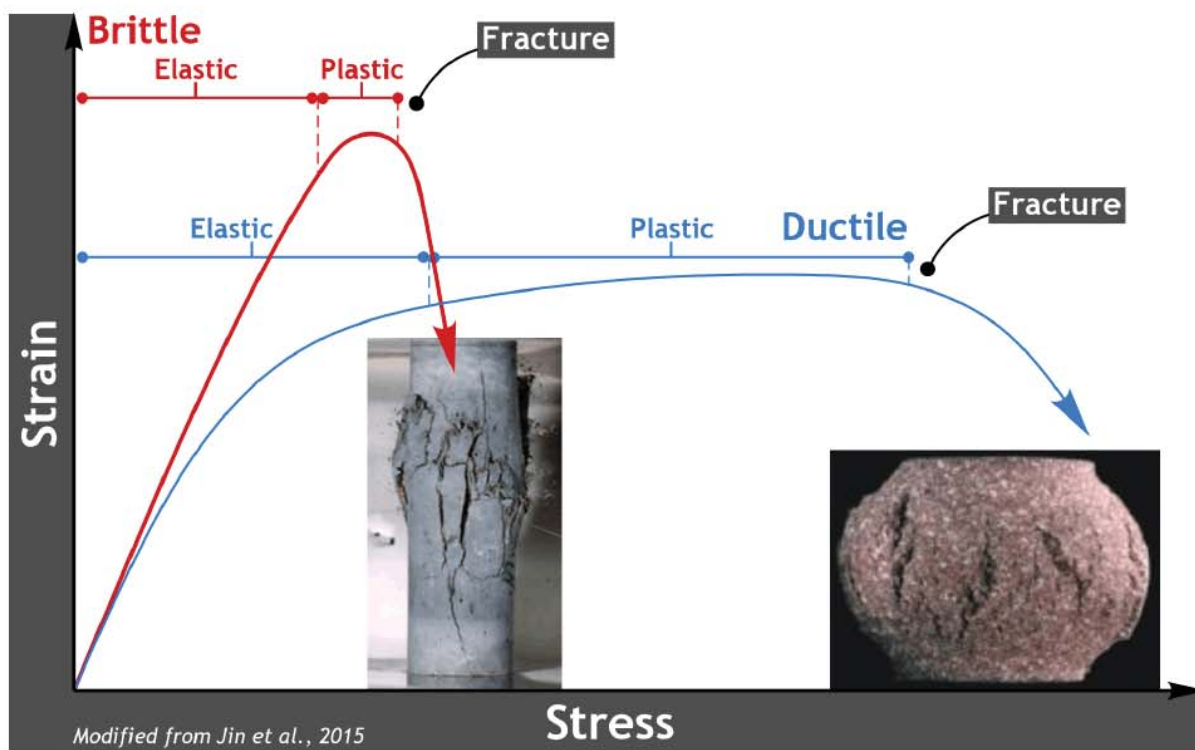 Brittle
Fracture
Elastic
Plastic
Fracture
Elastic
Plastic
Ductile
Strain
Stress
Modified from Jin et al., 2015